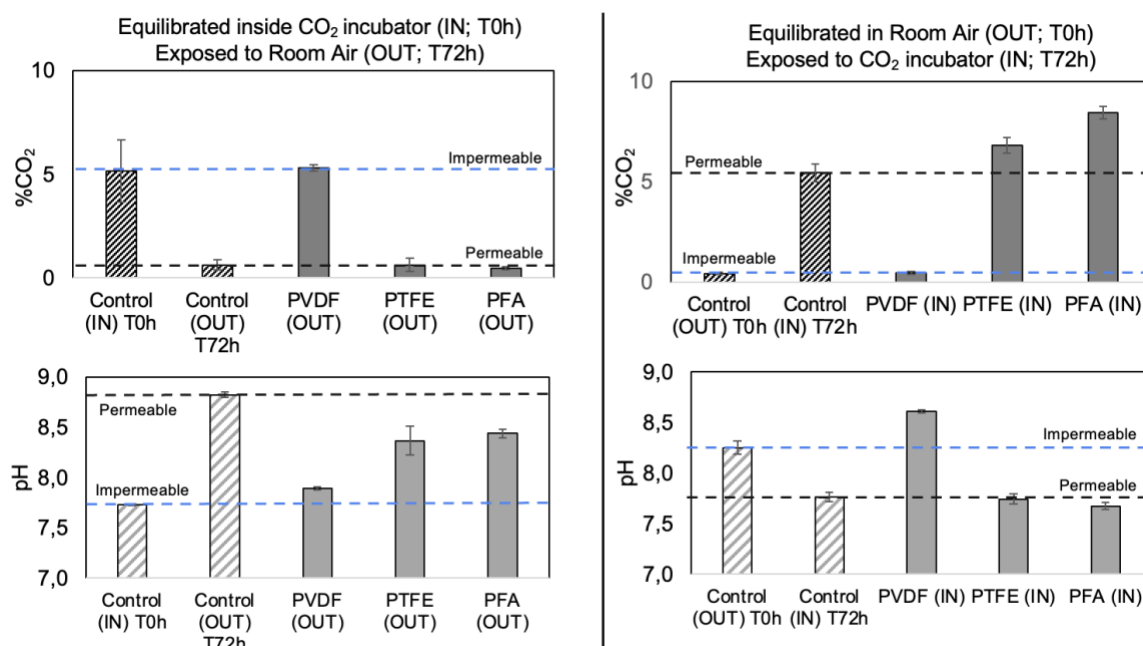 Equilibrated inside CO₂ incubator (IN; T0h)
Exposed to Room Air (OUT; T72h)
10
5
0
%CO₂
Impermeable
Permeable
Control
(IN) T0h
Control
(OUT)
T72h
PVDF
(OUT)
PTFE
(OUT)
PFA
(OUT)
9,0
8,5
8,0
7,5
7,0
pH
Permeable
Impermeable
Control
(IN) T0h
Control
(OUT)
T72h
PVDF
(OUT)
PTFE
(OUT)
PFA
(OUT)
Equilibrated in Room Air (OUT; T0h)
Exposed to CO₂ incubator (IN; T72h)
10
5
0
%CO₂
Permeable
Impermeable
Control
(OUT) T0h
Control
(IN) T72h
PVDF (IN)
PTFE (IN)
PFA (IN)
9,0
8,5
8,0
7,5
7,0
pH
Impermeable
Permeable
Control
(OUT) T0h
Control
(IN) T72h
PVDF (IN)
PTFE (IN)
PFA (IN)